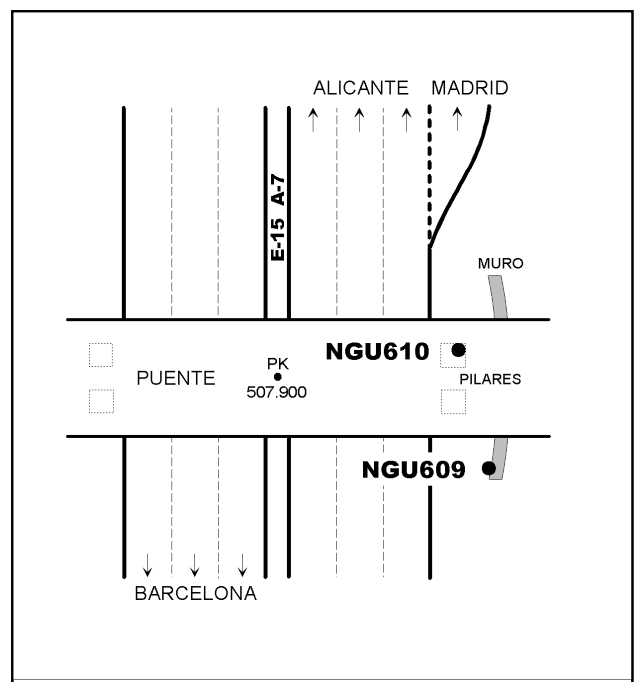 ALICANTE MADRID
E-15 A-7
MURO
NGU610
PK
PUENTE
PILARES
507.900
NGU609
BARCELONA